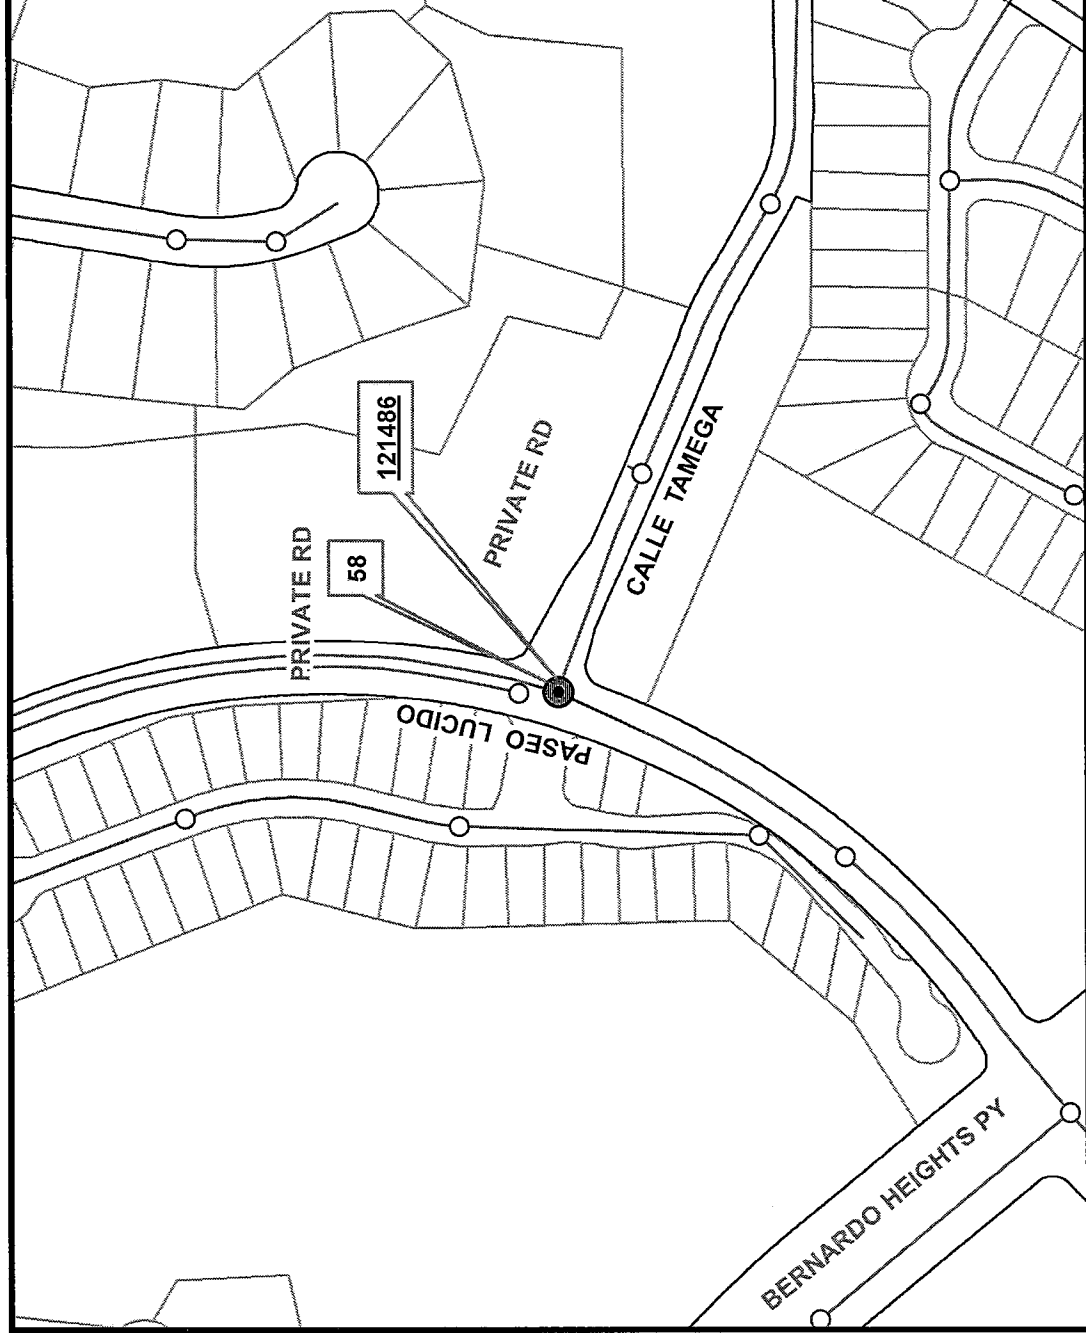 121486
58
PRIVATE RD
PRIVATE RD
CALLE TAMEGA
PASEO LUCIDO
BERNARDO HEIGHTS PY